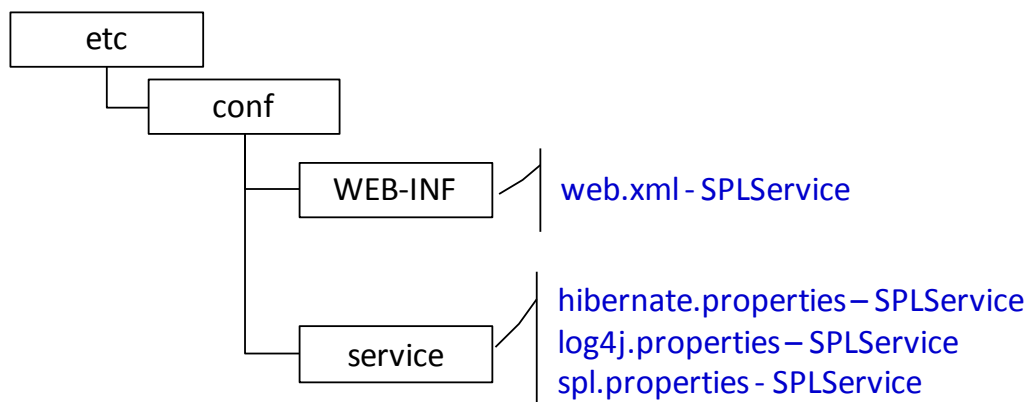 etc
conf
WEB-INF
web.xml - SPLService
hibernate.properties – SPLService
log4j.properties – SPLService
service
spl.properties - SPLService